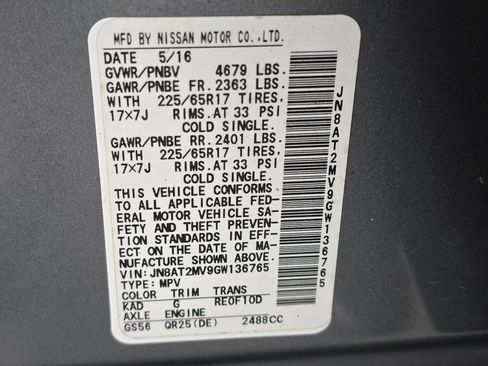 MFD BY NISSAN MOTOR CO.,LTD.
DATE 5/16
GVWR/PNBV 4679 LBS.
GAWR/PNBE FR. 2363 LBS.
WITH 225/65R17 TIRES,
17×7J RIMS.AT 33 PSI
COLD SINGLE.
GAWR/PNBE RR. 2401 LBS.
WITH 225/65R17 TIRES,
17×7J RIMS.AT 33 PSI
COLD SINGLE.
THIS VEHICLE CONFORMS
TO ALL APPLICABLE FED-
ERAL MOTOR VEHICLE SA-
FETY AND THEFT PREVEN-
TION STANDARDS IN EFF-
ECT ON THE DATE OF MA-
NUFACTURE SHOWN ABOVE.
VIN: JN8AT2MV9GW136765
TYPE: MPV
COLOR TRIM TRANS
KAD G RE0F10D
AXLE ENGINE
GS56 QR25(DE) 2488CC
JN8AT2MV9GW136765